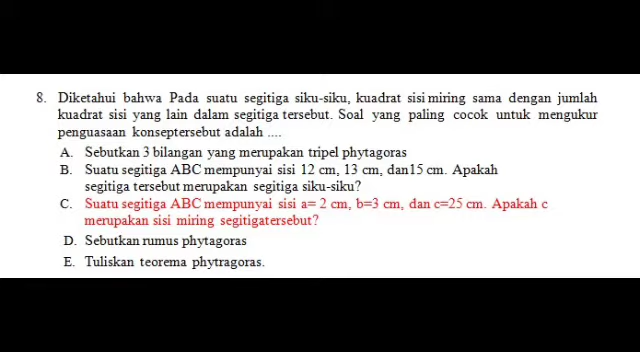 8. Diketahui bahwa Pada suatu segitiga siku-siku, kuadrat sisi miring sama dengan jumlah
kuadrat sisi yang lain dalam segitiga tersebut. Soal yang paling cocok untuk mengukur
penguasaan konseptersebut adalah ....
A. Sebutkan 3 bilangan yang merupakan tripel phytagoras
B. Suatu segitiga ABC mempunyai sisi 12 cm, 13 cm, dan15 cm. Apakah
segitiga tersebut merupakan segitiga siku-siku?
C. Suatu segitiga ABC mempunyai sisi a= 2 cm, b=3 cm, dan c=25 cm. Apakah c
merupakan sisi miring segitigatersebut?
D. Sebutkan rumus phytagoras
E. Tuliskan teorema phytragoras.